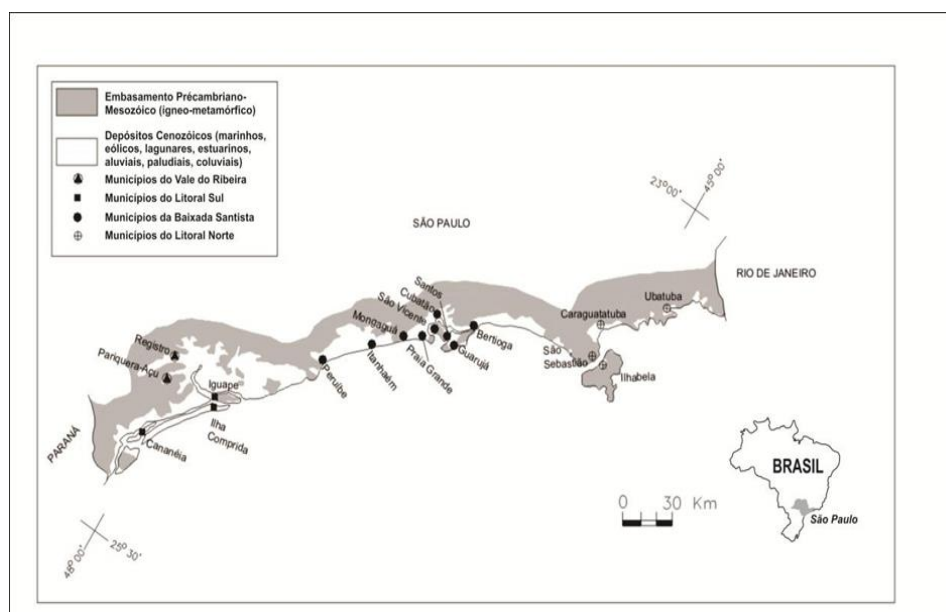 Embasamento Précambriano-
Mesozóico (ígneo-metamórfico)
Depósitos Cenozóicos (marinhos,
eólicos, lagunares, estuarinos,
aluviais, paludiais, coluviais)
Municípios do Vale do Ribeira
Municípios do Litoral Sul
Municípios da Baixada Santista
Municípios do Litoral Norte
23° 00'
45° 00'
SÃO PAULO
RIO DE JANEIRO
Santos
Cubatão
São Vicente
Mongaguá
Ubatuba
Caraguatatuba
Registro
Pariquera-Açu
Iguape
Peruíbe
Itanhaém
Praia Grande
Guarujá
Bertioga
São
Sebastião
Ilhabela
Ilha
Comprida
Cananéia
PARANÁ
BRASIL
São Paulo
0 30 Km
48° 00'
25° 30'